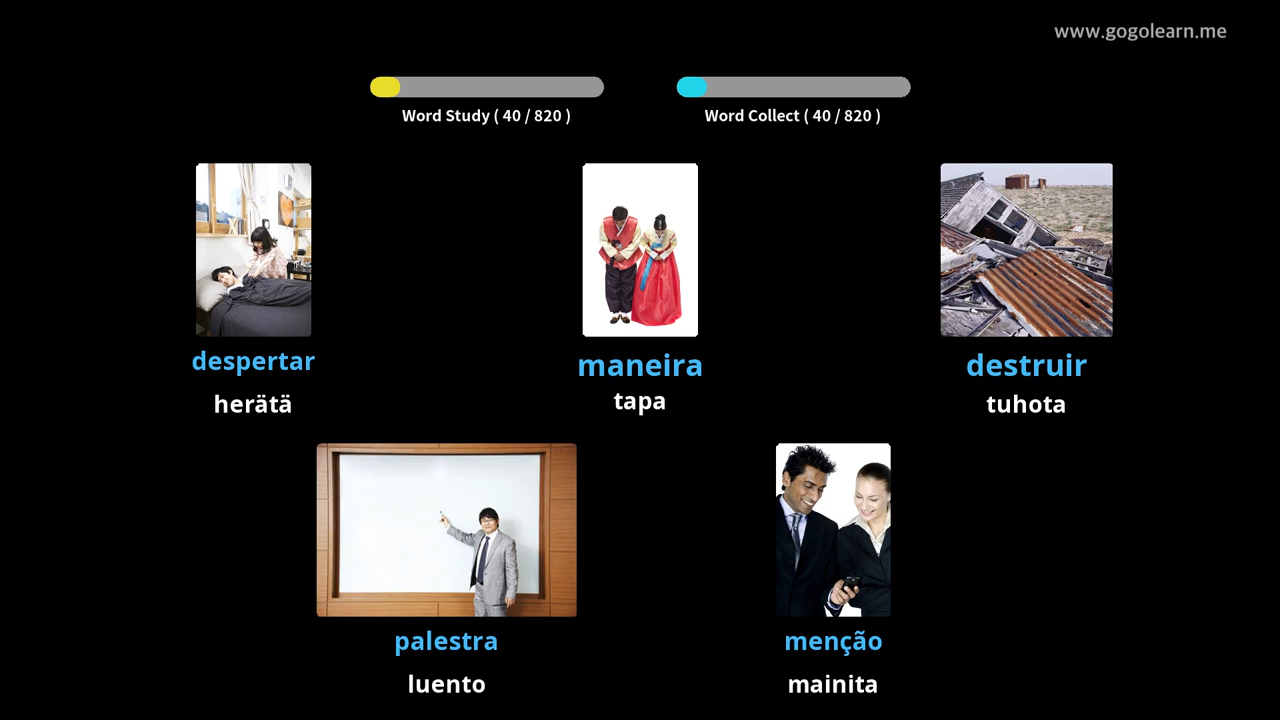 www.gogolearn.me
Word Study ( 40 / 820 )
Word Collect ( 40 / 820 )
despertar
herätä
maneira
tapa
destruir
tuhota
palestra
luento
menção
mainita